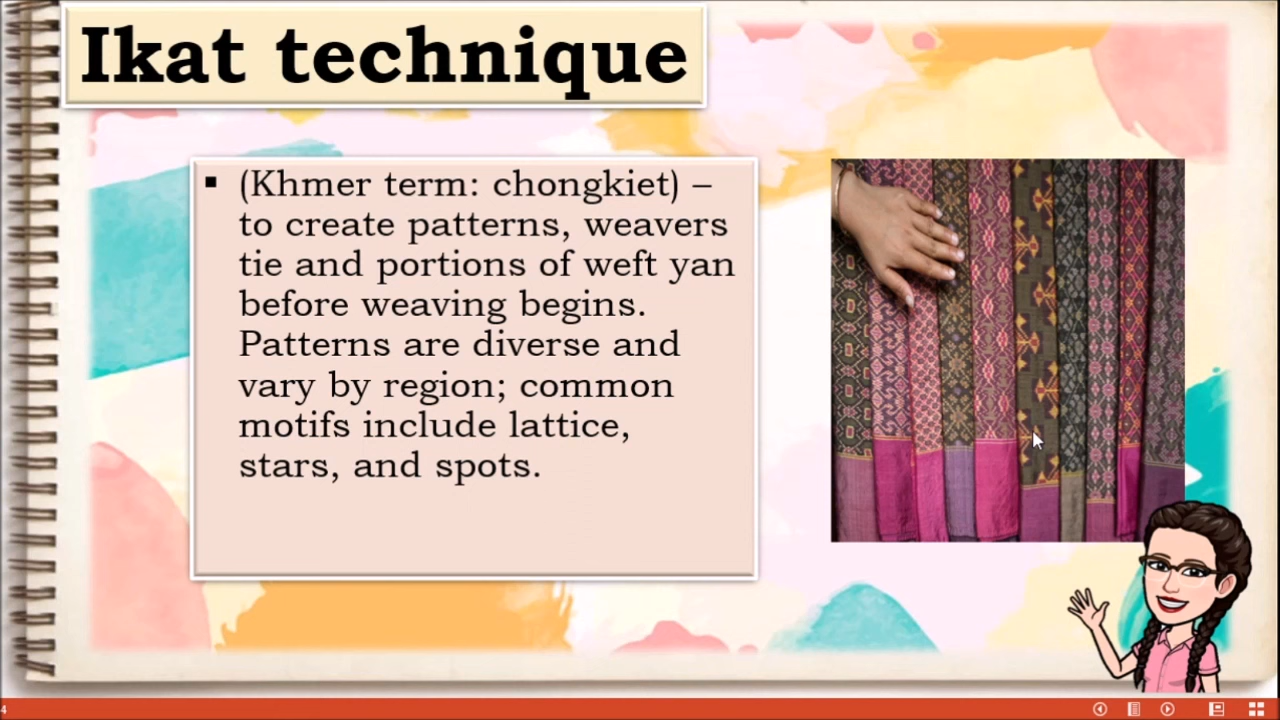 Ikat technique
▪ (Khmer term: chongkiet) –
to create patterns, weavers
tie and portions of weft yan
before weaving begins.
Patterns are diverse and
vary by region; common
motifs include lattice,
stars, and spots.
4